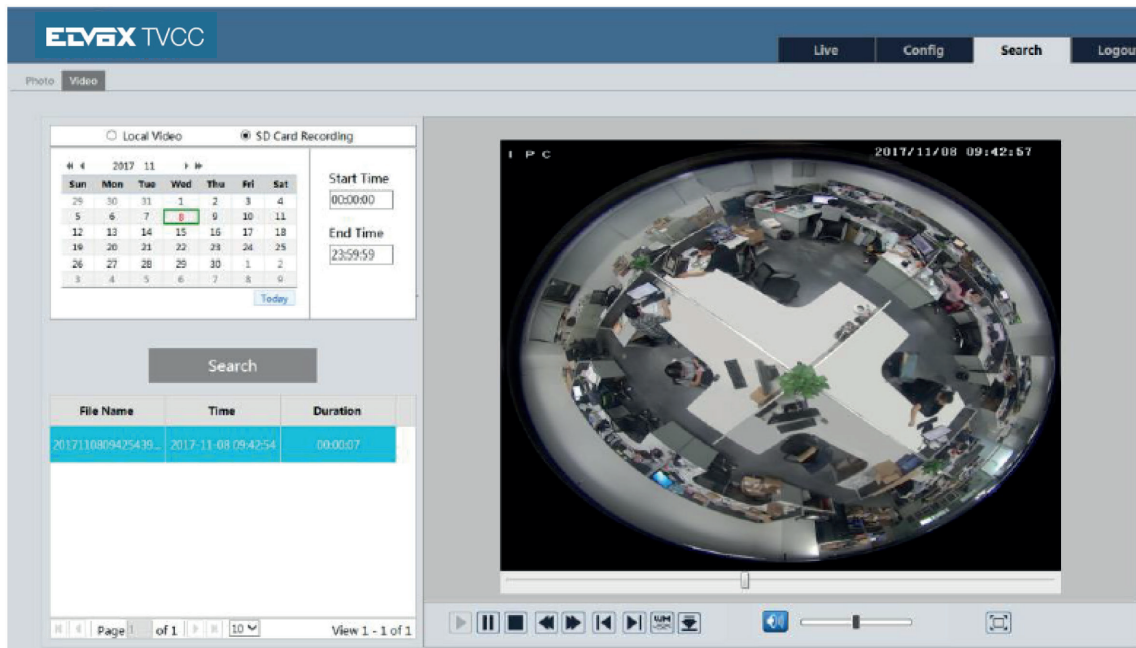 ELVOX TVCC
Live Config Search Logou
Photo Video
Local Video SD Card Recording
2017 11
Sun Mon Tue Wed Thu Fri Sat
29 30 31 1 2 3 4
5 6 7 8 9 10 11
12 13 14 15 16 17 18
19 20 21 22 23 24 25
26 27 28 29 30 1 2
3 4 5 6 7 8 9
Today
Start Time
00:00:00
End Time
23:59:59
Search
File Name Time Duration
2017110809425439... 2017-11-08 09:42:54 00:00:07
Page 1 of 1 10 View 1 - 1 of 1
IPC 2017/11/08 09:42:57
WM